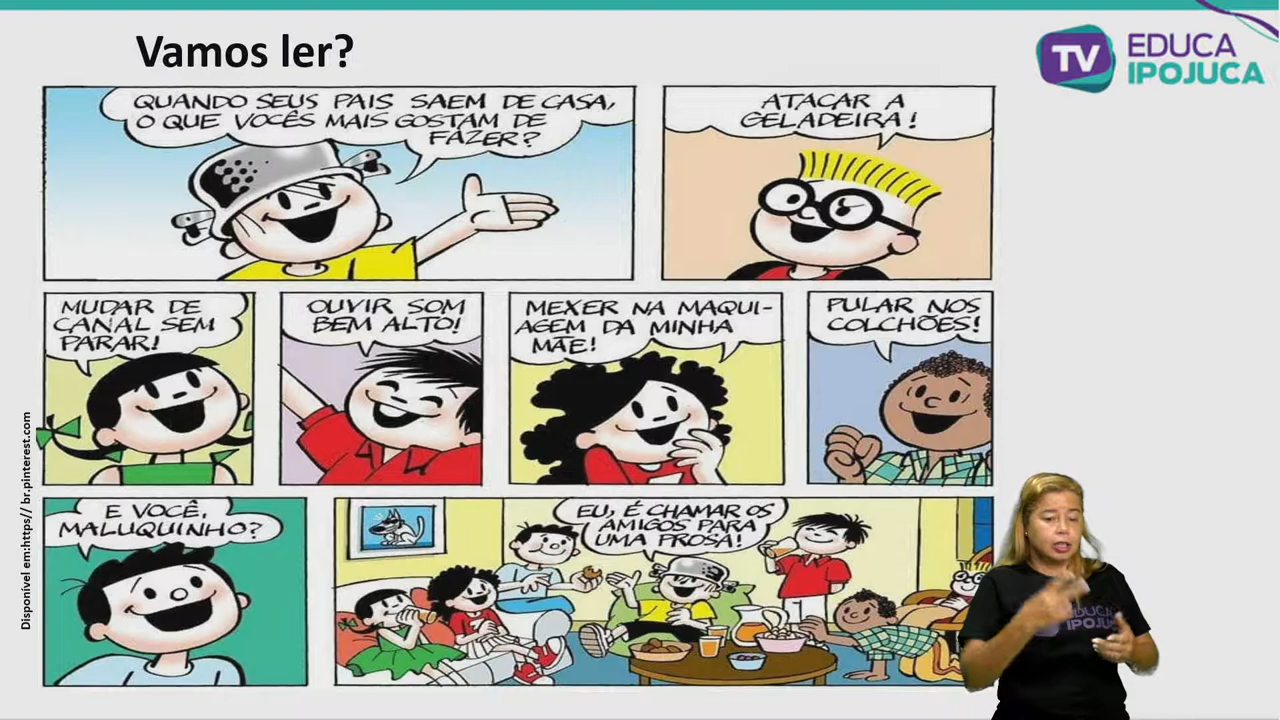 Vamos ler?
TV EDUCA
IPOJUCA
QUANDO SEUS PAIS SAEM DE CASA,
O QUE VOCÊS MAIS GOSTAM DE
FAZER?
ATACAR A
GELADEIRA!
MUDAR DE
CANAL SEM
PARAR!
OUVIR SOM
BEM ALTO!
MEXER NA MAQUI-
AGEM DA MINHA
MÃE!
PULAR NOS
COLCHÕES!
E VOCÊ,
MALUQUINHO?
EU, É CHAMAR OS
AMIGOS PARA
UMA PROSA!
Disponível em:https// br.pinterest.com
EDUCA
IPOJUCA